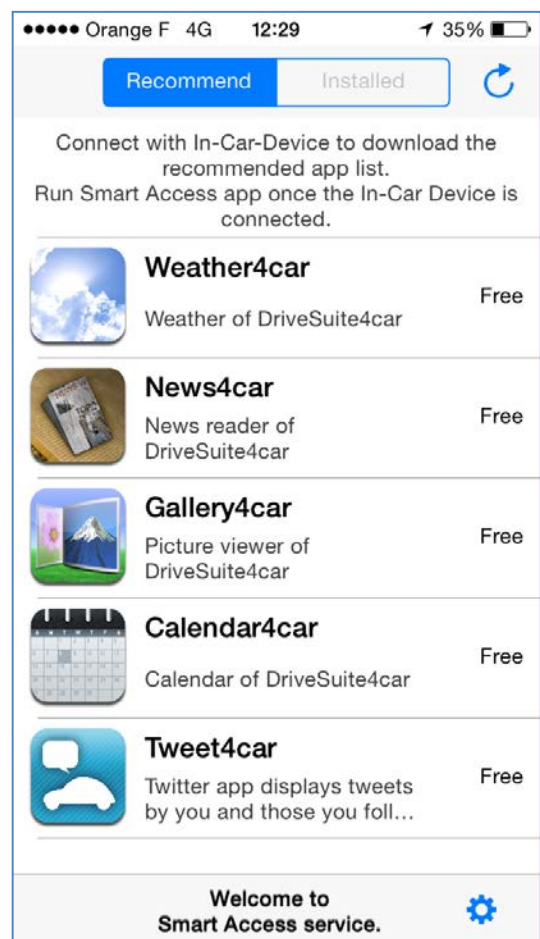 Orange F 4G 12:29 35%
Recommend Installed
Connect with In-Car-Device to download the
recommended app list.
Run Smart Access app once the In-Car Device is
connected.
Weather4car
Weather of DriveSuite4car
Free
News4car
News reader of
DriveSuite4car
Free
Gallery4car
Picture viewer of
DriveSuite4car
Free
Calendar4car
Calendar of DriveSuite4car
Free
Tweet4car
Twitter app displays tweets
by you and those you foll...
Free
Welcome to
Smart Access service.